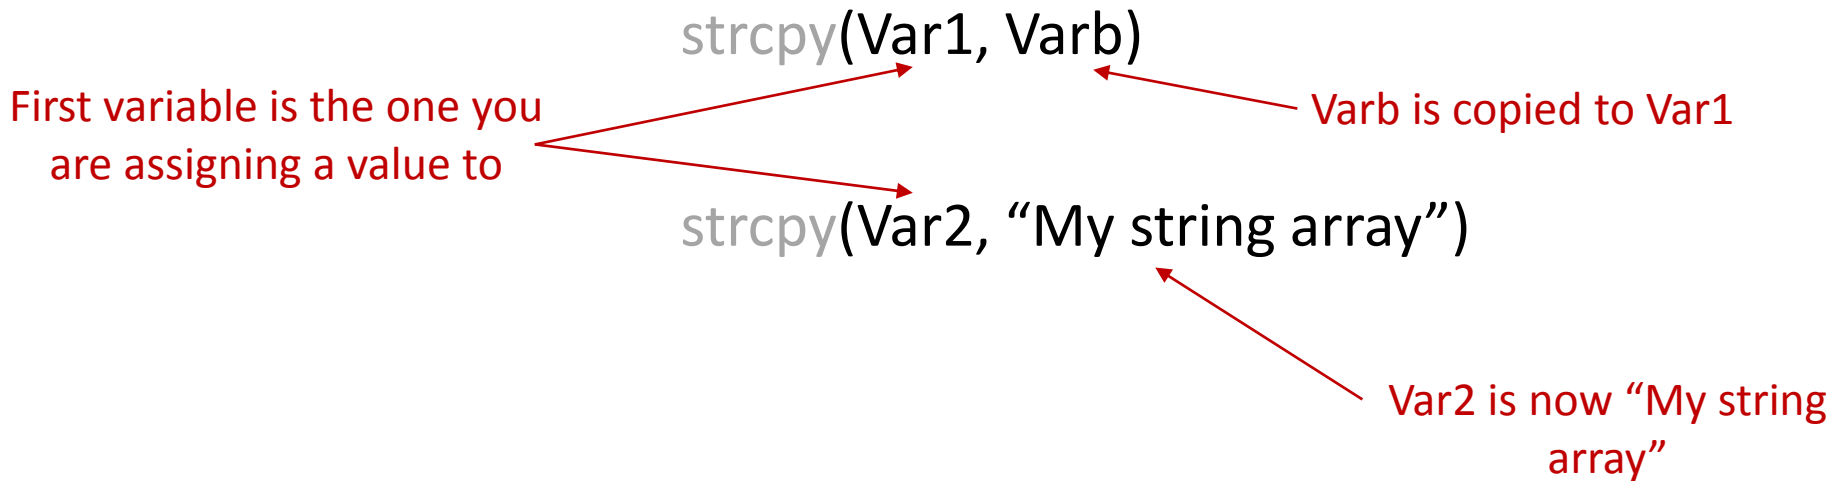 strcpy(Var1, Varb)
First variable is the one you
are assigning a value to
Varb is copied to Var1
strcpy(Var2, “My string array”)
Var2 is now “My string
array”